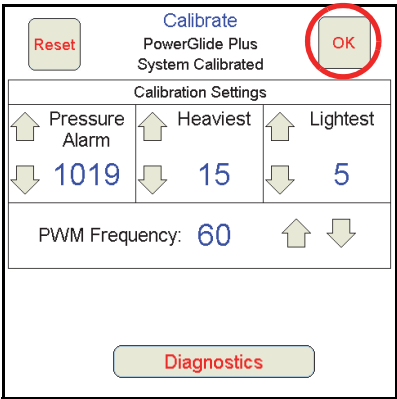 Calibrate
Reset
PowerGlide Plus
OK
System Calibrated
Calibration Settings
Pressure Alarm
Heaviest
Lightest
1019
15
5
PWM Frequency: 60
Diagnostics